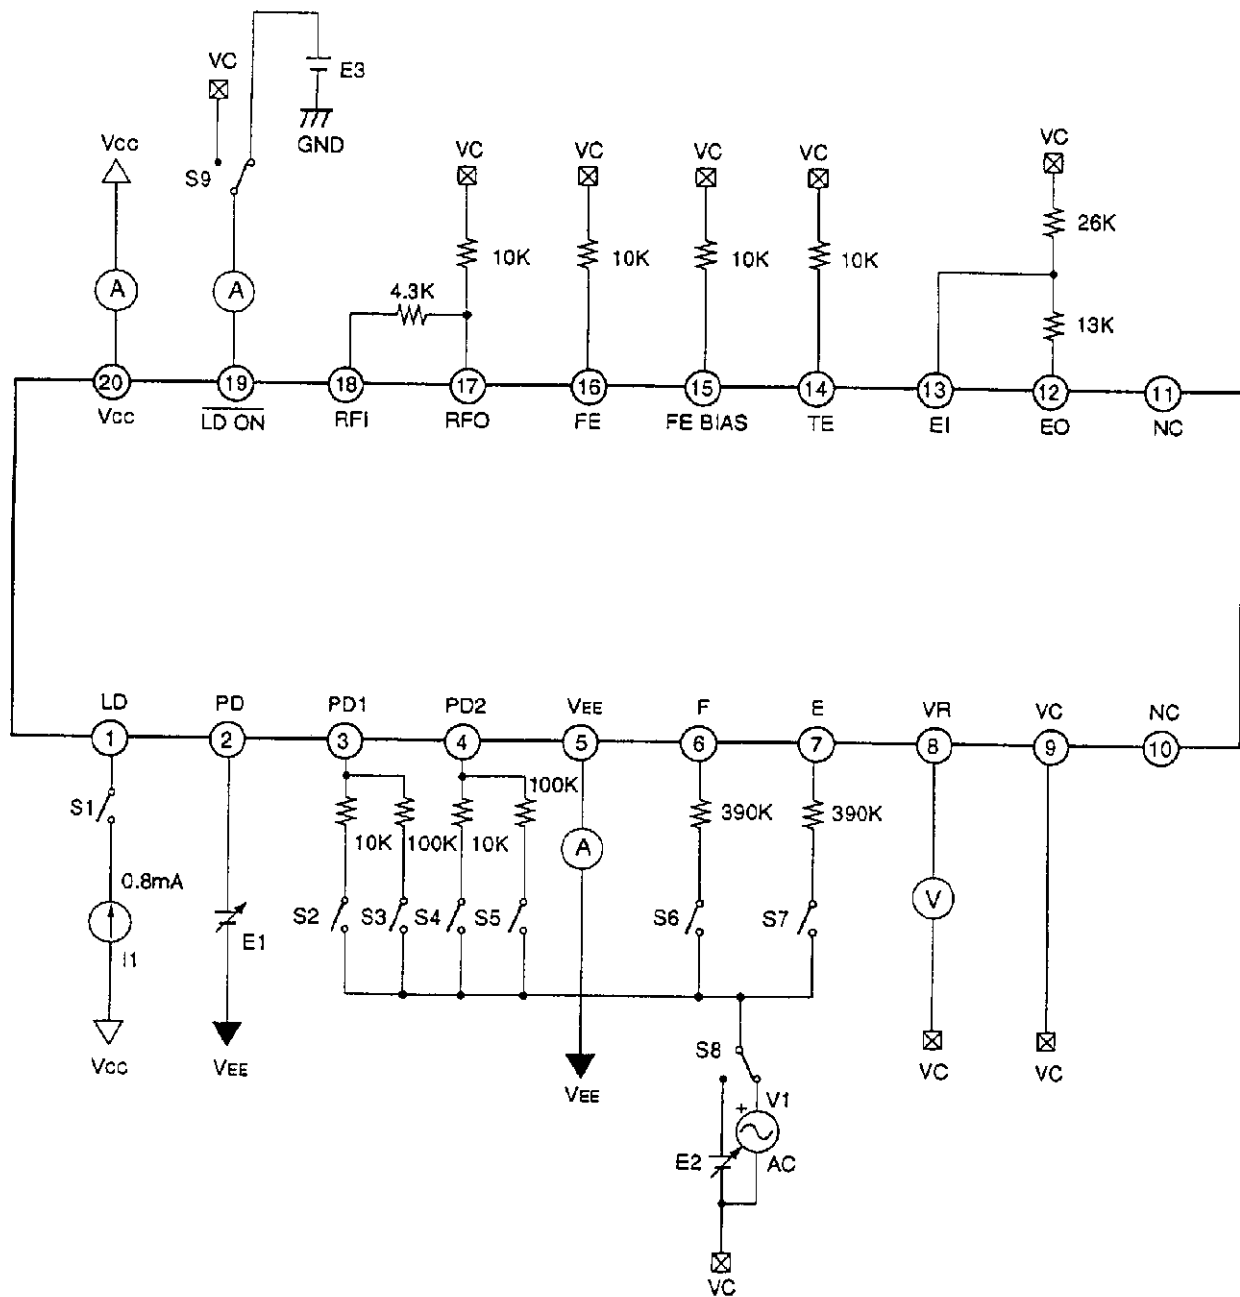 VC
E3
GND
Vcc
S9
VC
VC
VC
VC
VC
26K
10K
10K
10K
10K
4.3K
13K
A
A
20
19
18
17
16
15
14
13
12
11
Vcc
LD ON
RFI
RFO
FE
FE BIAS
TE
EI
EO
NC
LD
PD
PD1
PD2
VEE
F
E
VR
VC
NC
1
2
3
4
5
6
7
8
9
10
100K
S1
10K
100K
10K
390K
390K
A
0.8mA
V
S2
S3
S4
S5
S6
S7
E1
I1
Vcc
VEE
VEE
S8
VC
VC
+
V1
E2
AC
VC